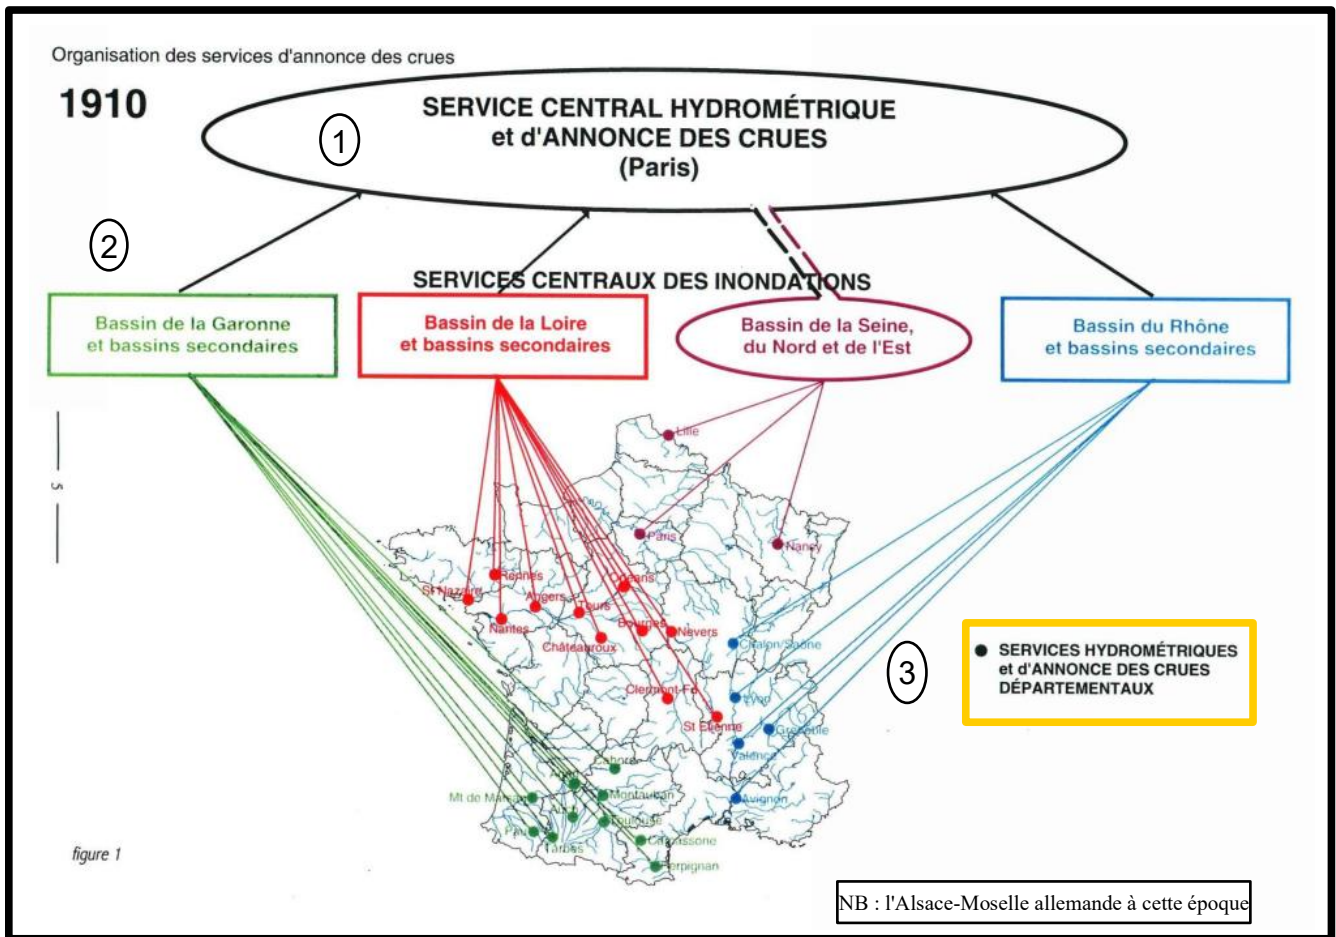 Organisation des services d'annonce des crues
1910
1
SERVICE CENTRAL HYDROMÉTRIQUE
et d'ANNONCE DES CRUES
(Paris)
2
SERVICES CENTRAUX DES INONDATIONS
Bassin de la Garonne
et bassins secondaires
Bassin de la Loire
et bassins secondaires
Bassin de la Seine,
du Nord et de l'Est
Bassin du Rhône
et bassins secondaires
5
Lille
Paris
Nancy
Rennes
St Nazaire
Nantes
Angers
Tours
Orléans
Châteauroux
Bourges
Nevers
Clermont-Fd
St Etienne
Chalon/Saône
Lyon
Grenoble
Valence
Avignon
Cahors
Agen
Mt de Marsan
Montauban
Auch
Toulouse
Pau
Tarbes
Carcassonne
Perpignan
3
SERVICES HYDROMÉTRIQUES
et d'ANNONCE DES CRUES
DÉPARTEMENTAUX
figure 1
NB : l'Alsace-Moselle allemande à cette époque